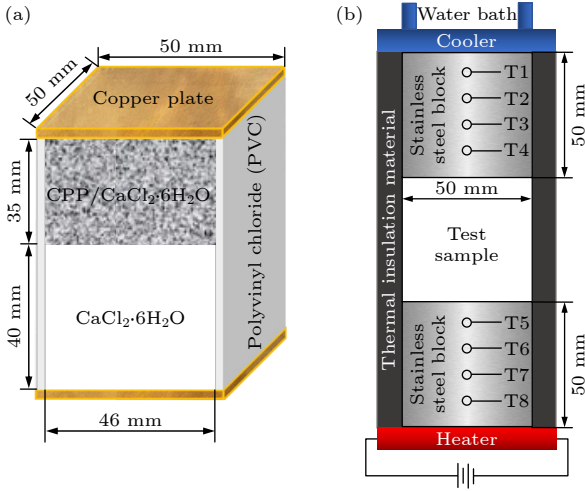 (a)
50 mm
50 mm
Copper plate
35 mm
CPP/CaCl₂·6H₂O
Polyvinyl chloride (PVC)
40 mm
CaCl₂·6H₂O
46 mm
(b)
Water bath
Cooler
Thermal insulation material
Stainless
steel block
T1
T2
T3
T4
50 mm
50 mm
Test
sample
Stainless
steel block
T5
T6
T7
T8
50 mm
Heater